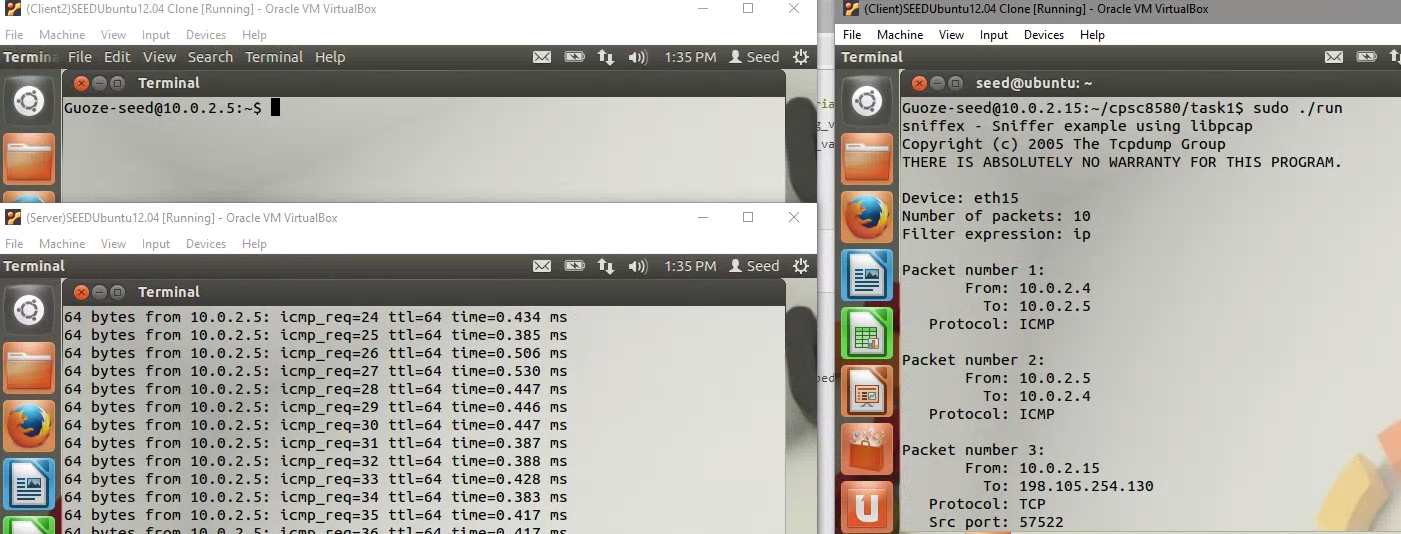 (Client2)SEEDUbuntu12.04 Clone [Running] - Oracle VM VirtualBox
File Machine View Input Devices Help
Termina File Edit View Search Terminal Help 1:35 PM Seed
Terminal
Guoze-seed@10.0.2.5:~$
(Server)SEEDUbuntu12.04 [Running] - Oracle VM VirtualBox
File Machine View Input Devices Help
Terminal 1:35 PM Seed
Terminal
64 bytes from 10.0.2.5: icmp_req=24 ttl=64 time=0.434 ms
64 bytes from 10.0.2.5: icmp_req=25 ttl=64 time=0.385 ms
64 bytes from 10.0.2.5: icmp_req=26 ttl=64 time=0.506 ms
64 bytes from 10.0.2.5: icmp_req=27 ttl=64 time=0.530 ms
64 bytes from 10.0.2.5: icmp_req=28 ttl=64 time=0.447 ms
64 bytes from 10.0.2.5: icmp_req=29 ttl=64 time=0.446 ms
64 bytes from 10.0.2.5: icmp_req=30 ttl=64 time=0.447 ms
64 bytes from 10.0.2.5: icmp_req=31 ttl=64 time=0.387 ms
64 bytes from 10.0.2.5: icmp_req=32 ttl=64 time=0.388 ms
64 bytes from 10.0.2.5: icmp_req=33 ttl=64 time=0.428 ms
64 bytes from 10.0.2.5: icmp_req=34 ttl=64 time=0.383 ms
64 bytes from 10.0.2.5: icmp_req=35 ttl=64 time=0.417 ms
64 bytes from 10.0.2.5: icmp_req=36 ttl=64 ms
(Client)SEEDUbuntu12.04 Clone [Running] - Oracle VM VirtualBox
File Machine View Input Devices Help
Terminal
seed@ubuntu: ~
Guoze-seed@10.0.2.15:~/cpsc8580/task1$ sudo ./run
sniffex - Sniffer example using libpcap
Copyright (c) 2005 The Tcpdump Group
THERE IS ABSOLUTELY NO WARRANTY FOR THIS PROGRAM.
Device: eth15
Number of packets: 10
Filter expression: ip
Packet number 1:
From: 10.0.2.4
To: 10.0.2.5
Protocol: ICMP
Packet number 2:
From: 10.0.2.5
To: 10.0.2.4
Protocol: ICMP
Packet number 3:
From: 10.0.2.15
To: 198.105.254.130
Protocol: TCP
Src port: 57522